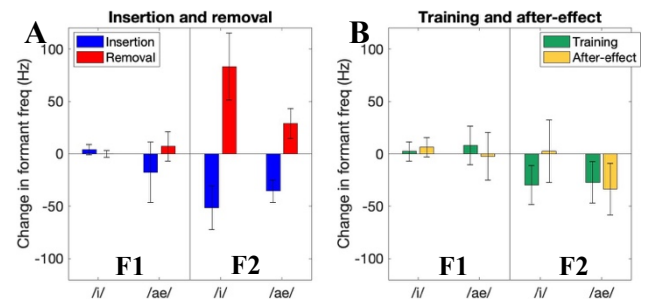 A
Insertion and removal
Change in formant freq (Hz)
100
50
0
-50
-100
Insertion
Removal
F1
F2
/i/
/ae/
/i/
/ae/
B
Training and after-effect
Change in formant freq (Hz)
100
50
0
-50
-100
Training
After-effect
F1
F2
/i/
/ae/
/i/
/ae/